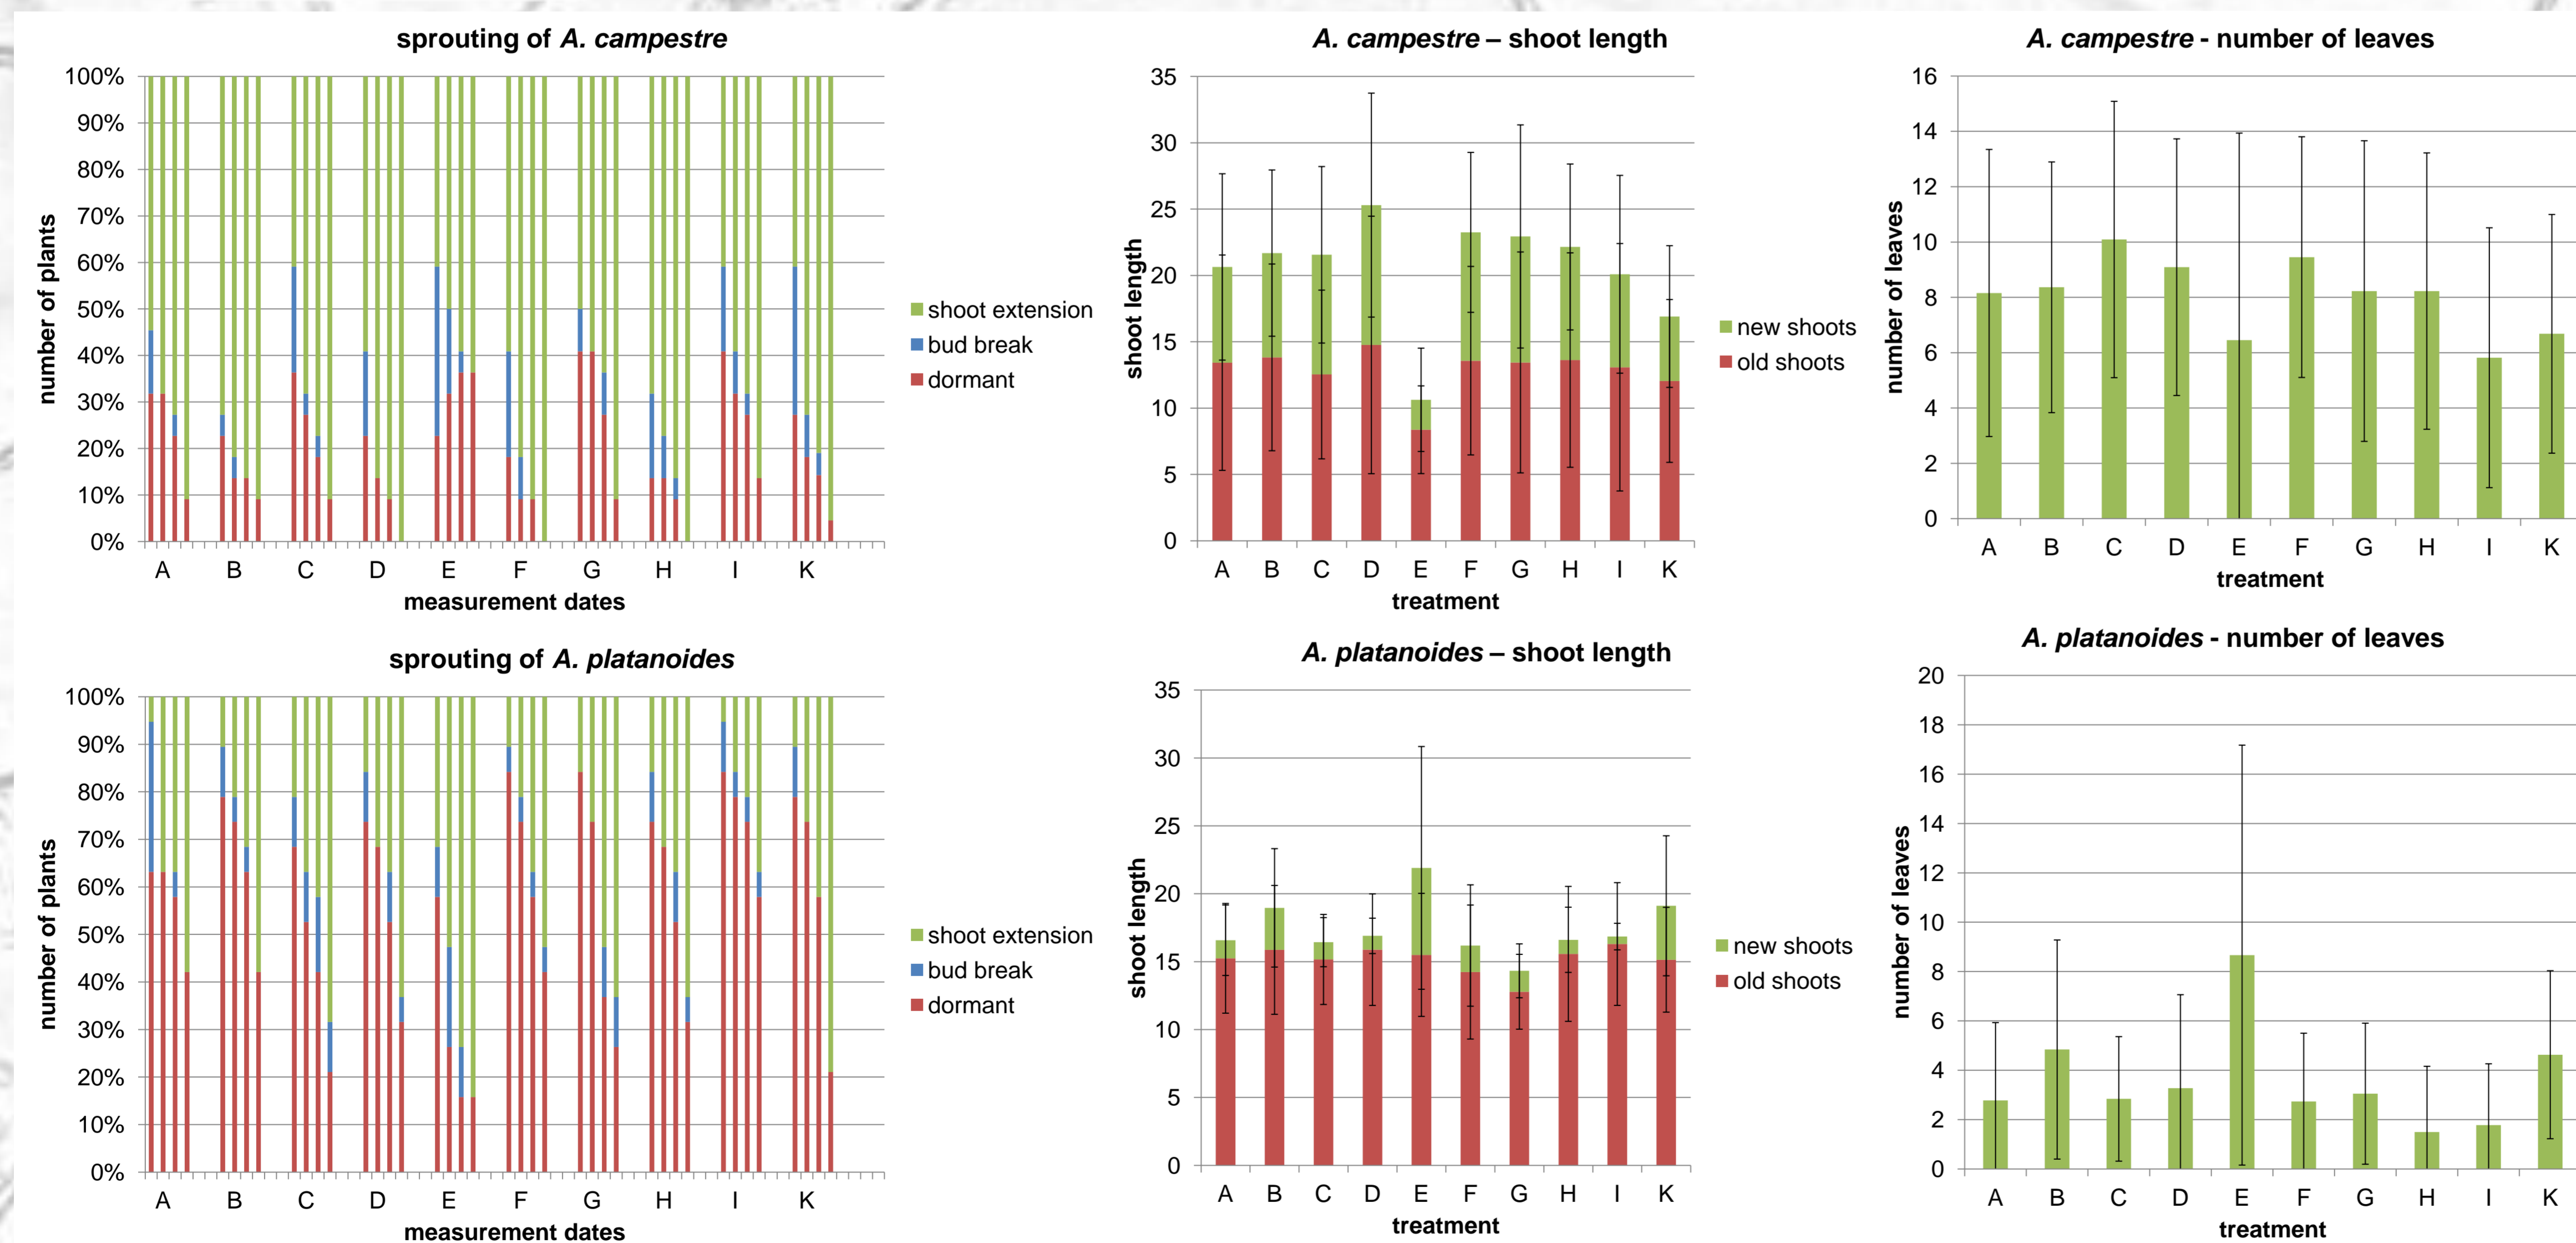 sprouting of A. campestre
100%
90%
80%
70%
60%
50%
40%
30%
20%
10%
0%
number of plants
A B C D E F G H I K
measurement dates
shoot extension
bud break
dormant
A. campestre – shoot length
35
30
25
20
15
10
5
0
shoot length
A B C D E F G H I K
treatment
new shoots
old shoots
A. campestre - number of leaves
16
14
12
10
8
6
4
2
0
number of leaves
A B C D E F G H I K
treatment
sprouting of A. platanoides
100%
90%
80%
70%
60%
50%
40%
30%
20%
10%
0%
number of plants
A B C D E F G H I K
measurement dates
shoot extension
bud break
dormant
A. platanoides – shoot length
35
30
25
20
15
10
5
0
shoot length
A B C D E F G H I K
treatment
new shoots
old shoots
A. platanoides - number of leaves
20
18
16
14
12
10
8
6
4
2
0
number of leaves
A B C D E F G H I K
treatment